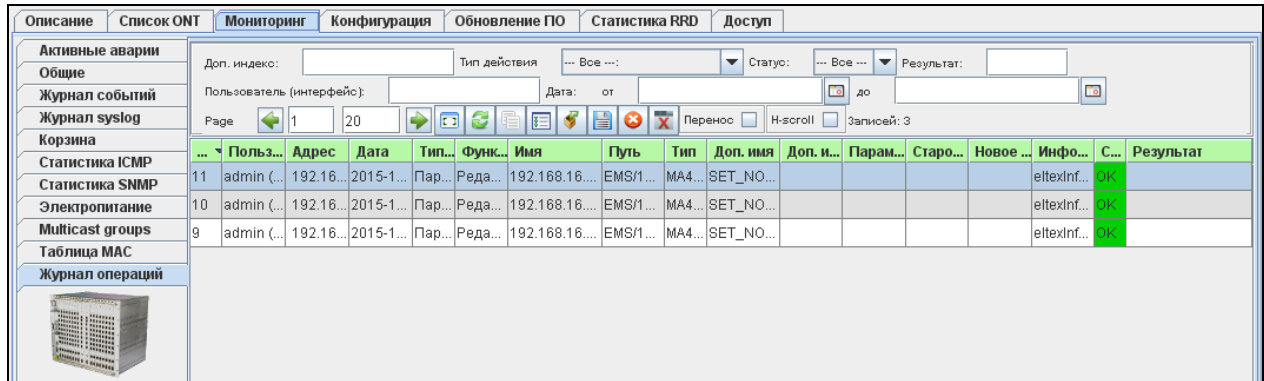 Описание Список ONT Мониторинг Конфигурация Обновление ПО Статистика RRD Доступ
Активные аварии
Общие
Журнал событий
Журнал syslog
Корзина
Статистика ICMP
Статистика SNMP
Электропитание
Multicast groups
Таблица MAC
Журнал операций
Доп. индекс: Тип действия --- Все ---: Статус: --- Все --- Результат:
Пользователь (интерфейс): Дата: от до
Page 1 20 Перенос H-scroll Записей: 3
... Польз... Адрес Дата Тип... Функ... Имя Путь Тип Доп. имя Доп. и... Парам... Старо... Новое ... Инфо... С... Результат
11 admin (... 192.16... 2015-1... Пар... Реда... 192.168.16.... EMS/1... MA4... SET_NO... eltexInf... OK
10 admin (... 192.16... 2015-1... Пар... Реда... 192.168.16.... EMS/1... MA4... SET_NO... eltexInf... OK
9 admin (... 192.16... 2015-1... Пар... Реда... 192.168.16.... EMS/1... MA4... SET_NO... eltexInf... OK